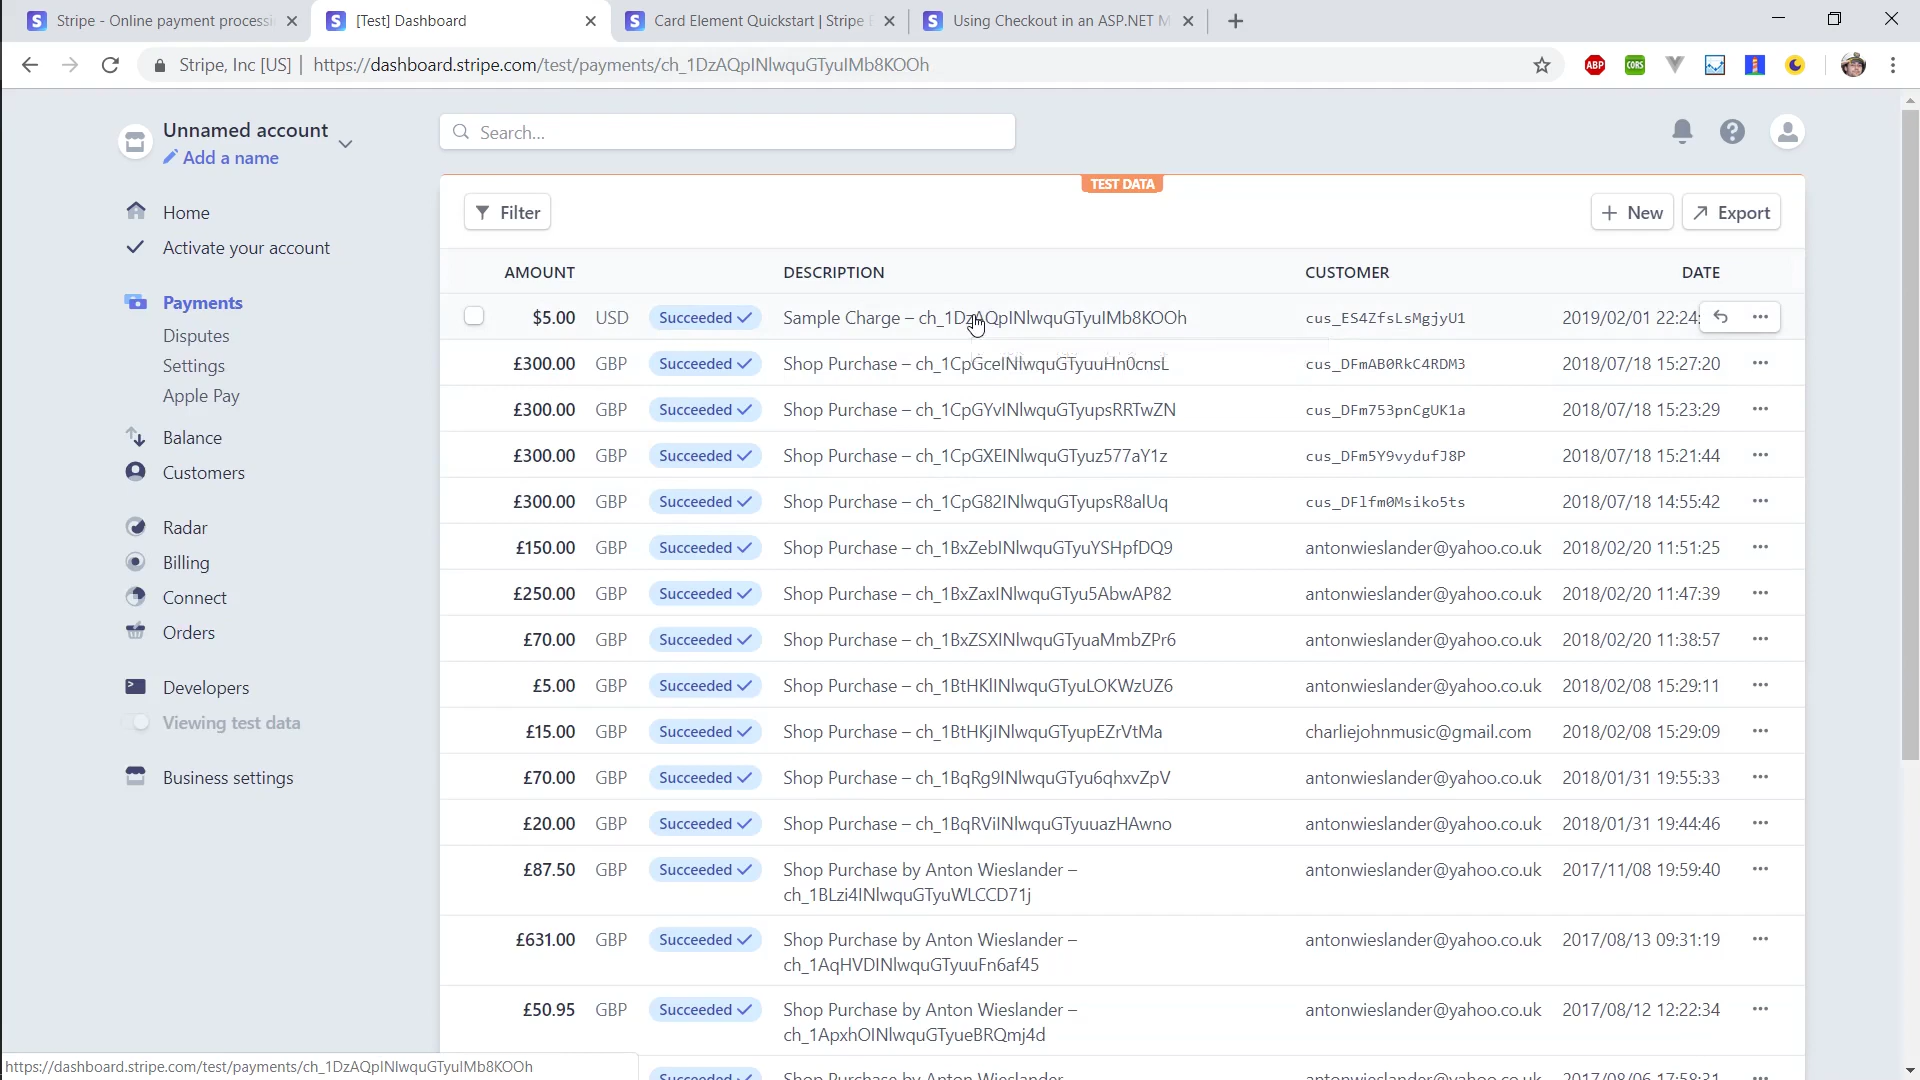 Stripe - Online payment processi
[Test] Dashboard
Card Element Quickstart | Stripe
Using Checkout in an ASP.NET M
Stripe, Inc [US] | https://dashboard.stripe.com/test/payments/ch_1DzAQpINlwquGTyuIMb8KOOh
ABP
CORS
Unnamed account
Add a name
Search...
Home
Activate your account
Payments
Disputes
Settings
Apple Pay
Balance
Customers
Radar
Billing
Connect
Orders
Developers
Viewing test data
Business settings
TEST DATA
Filter
New
Export
AMOUNT DESCRIPTION CUSTOMER DATE
$5.00 USD Succeeded Sample Charge – ch_1DzAQpINlwquGTyuIMb8KOOh cus_ES4ZfsLsMgjyU1 2019/02/01 22:24:
£300.00 GBP Succeeded Shop Purchase – ch_1CpGceINlwquGTyuuHn0cnsL cus_DFmAB0RkC4RDM3 2018/07/18 15:27:20
£300.00 GBP Succeeded Shop Purchase – ch_1CpGYvINlwquGTyupsRRTwZN cus_DFm753pnCgUK1a 2018/07/18 15:23:29
£300.00 GBP Succeeded Shop Purchase – ch_1CpGXEINlwquGTyuz577aY1z cus_DFm5Y9vydufJ8P 2018/07/18 15:21:44
£300.00 GBP Succeeded Shop Purchase – ch_1CpG82INlwquGTyupsR8alUq cus_DFlfm0Msiko5ts 2018/07/18 14:55:42
£150.00 GBP Succeeded Shop Purchase – ch_1BxZebINlwquGTyuYSHpfDQ9 antonwieslander@yahoo.co.uk 2018/02/20 11:51:25
£250.00 GBP Succeeded Shop Purchase – ch_1BxZaxINlwquGTyu5AbwAP82 antonwieslander@yahoo.co.uk 2018/02/20 11:47:39
£70.00 GBP Succeeded Shop Purchase – ch_1BxZSXINlwquGTyuaMmbZPr6 antonwieslander@yahoo.co.uk 2018/02/20 11:38:57
£5.00 GBP Succeeded Shop Purchase – ch_1BtHKlINlwquGTyuLOKWzUZ6 antonwieslander@yahoo.co.uk 2018/02/08 15:29:11
£15.00 GBP Succeeded Shop Purchase – ch_1BtHKjINlwquGTyupEZrVtMa charliejohnmusic@gmail.com 2018/02/08 15:29:09
£70.00 GBP Succeeded Shop Purchase – ch_1BqRg9INlwquGTyu6qhxvZpV antonwieslander@yahoo.co.uk 2018/01/31 19:55:33
£20.00 GBP Succeeded Shop Purchase – ch_1BqRViINlwquGTyuuazHAwno antonwieslander@yahoo.co.uk 2018/01/31 19:44:46
£87.50 GBP Succeeded Shop Purchase by Anton Wieslander – antonwieslander@yahoo.co.uk 2017/11/08 19:59:40
ch_1BLzi4INlwquGTyuWLCCD71j
£631.00 GBP Succeeded Shop Purchase by Anton Wieslander – antonwieslander@yahoo.co.uk 2017/08/13 09:31:19
ch_1AqHVDINlwquGTyuuFn6af45
£50.95 GBP Succeeded Shop Purchase by Anton Wieslander – antonwieslander@yahoo.co.uk 2017/08/12 12:22:34
ch_1ApxhOINlwquGTyueBRQmj4d
Succeeded Shop Purchase by Anton Wieslander antonwieslander@yahoo.co.uk 2017/08/06 17:58:31
https://dashboard.stripe.com/test/payments/ch_1DzAQpINlwquGTyuIMb8KOOh